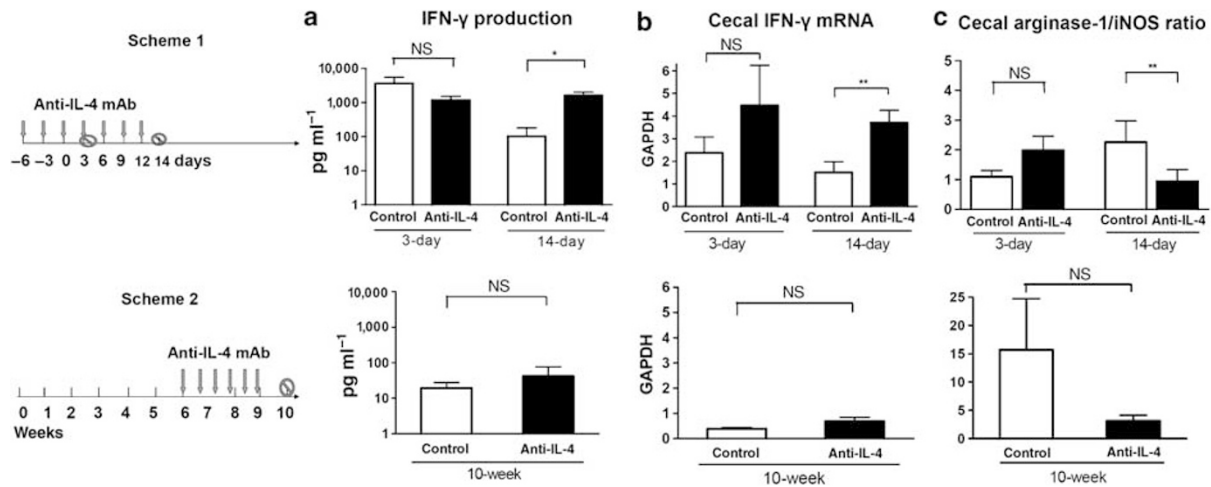 a IFN-γ production
b Cecal IFN-γ mRNA
c Cecal arginase-1/iNOS ratio
Scheme 1
Anti-IL-4 mAb
–6 –3 0 3 6 9 12 14 days
NS *
10,000
1,000
100
10
1
pg ml⁻¹
Control Anti-IL-4 Control Anti-IL-4
3-day 14-day
NS **
6
5
4
3
2
1
0
GAPDH
Control Anti-IL-4 Control Anti-IL-4
3-day 14-day
NS **
5
4
3
2
1
0
Control Anti-IL-4 Control Anti-IL-4
3-day 14-day
Scheme 2
Anti-IL-4 mAb
0 1 2 3 4 5 6 7 8 9 10
Weeks
NS
10,000
1,000
100
10
1
pg ml⁻¹
Control Anti-IL-4
10-week
NS
6
5
4
3
2
1
0
GAPDH
Control Anti-IL-4
10-week
NS
25
20
15
10
5
0
Control Anti-IL-4
10-week